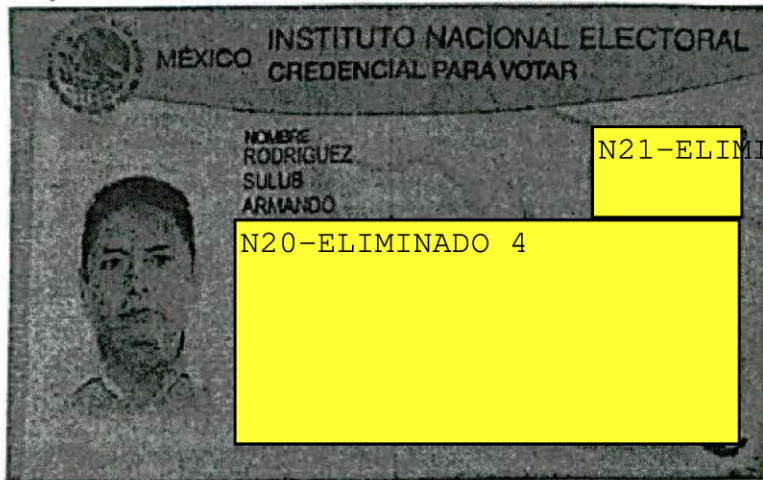 MÉXICO
INSTITUTO NACIONAL ELECTORAL
CREDENCIAL PARA VOTAR
NOMBRE
RODRIGUEZ
SULUB
ARMANDO
N21-ELIMI
N20-ELIMINADO 4